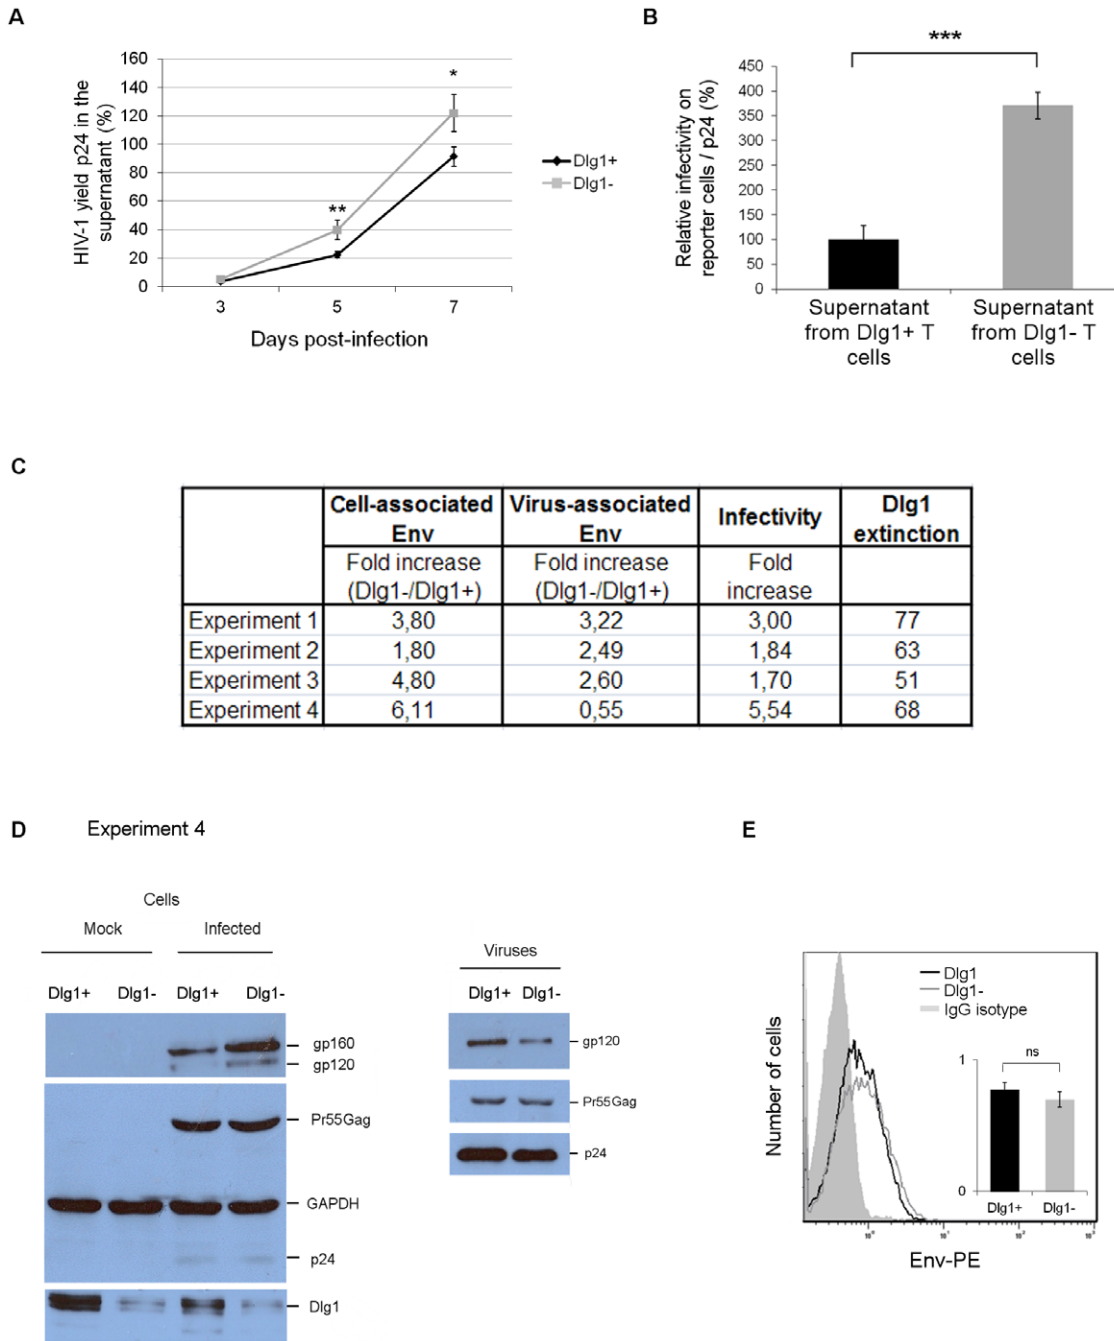 A
HIV-1 yield p24 in the
supernatant (%)
160
140
120
100
80
60
40
20
0
*
**
3 5 7
Days post-infection
Dlg1+
Dlg1-
B
Relative infectivity on
reporter cells / p24 (%)
450
400
350
300
250
200
150
100
50
0
***
Supernatant
from Dlg1+ T
cells
Supernatant
from Dlg1- T
cells
C
Cell-associated
Env
Virus-associated
Env
Infectivity
Dlg1
extinction
Fold increase
(Dlg1-/Dlg1+)
Fold increase
(Dlg1-/Dlg1+)
Fold
increase
Experiment 1 3,80 3,22 3,00 77
Experiment 2 1,80 2,49 1,84 63
Experiment 3 4,80 2,60 1,70 51
Experiment 4 6,11 0,55 5,54 68
D
Experiment 4
Cells
Mock Infected
Dlg1+ Dlg1- Dlg1+ Dlg1-
gp160
gp120
Pr55Gag
GAPDH
p24
Dlg1
Viruses
Dlg1+ Dlg1-
gp120
Pr55Gag
p24
E
Number of cells
Dlg1
Dlg1-
IgG isotype
1
0
ns
Dlg1+ Dlg1-
Env-PE